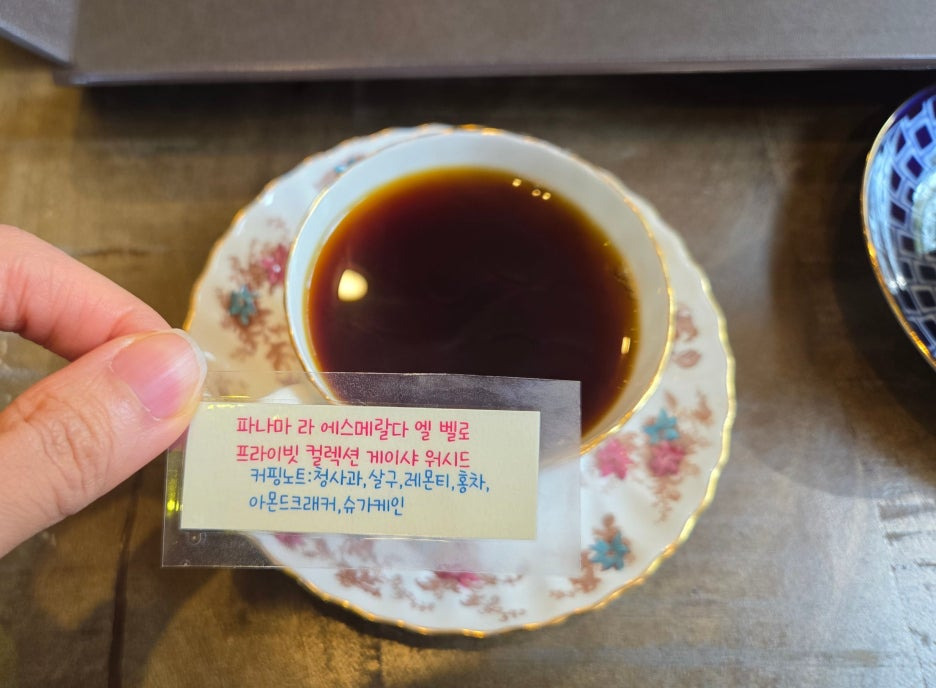 파나마 라 에스메랄다 엘 벨로
프라이빗 컬렉션 게이샤 워시드
커핑노트:청사과,살구,레몬티,홍차,
아몬드크래커,슈가케인